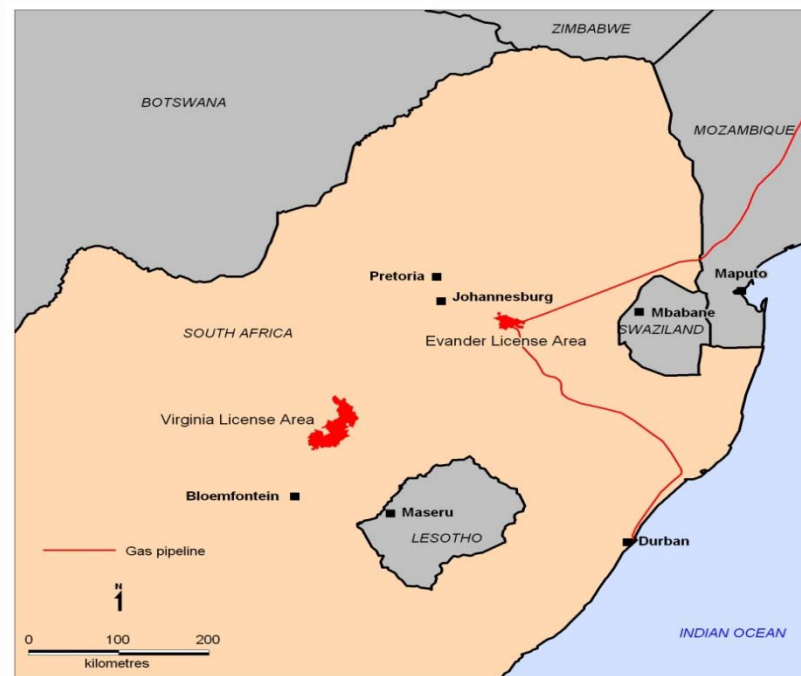 ZIMBABWE
BOTSWANA
MOZAMBIQUE
Pretoria
Maputo
Johannesburg
Mbabane
SOUTH AFRICA
SWAZILAND
Evander License Area
Virginia License Area
Bloemfontein
Maseru
LESOTHO
Durban
Gas pipeline
N
1
INDIAN OCEAN
0 100 200
kilometres